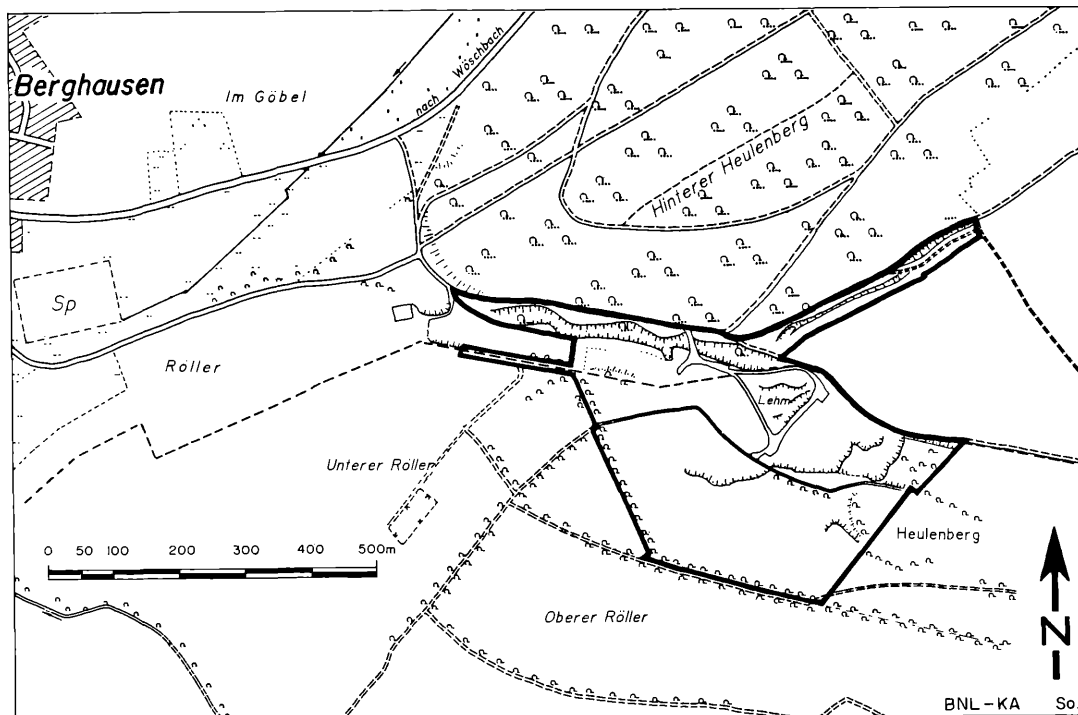 Berghausen
Im Göbel
nach Wöschbach
Hinterer Heulenberg
Sp
Röller
Lehm
Unterer Röller
Heulenberg
0 50 100 200 300 400 500m
Oberer Röller
N
BNL-KA So.